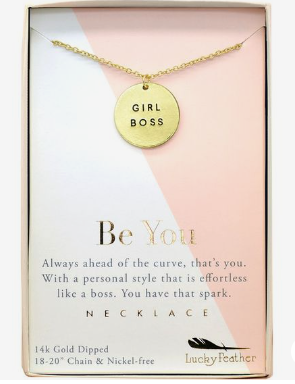 GIRL
BOSS
Be You
Always ahead of the curve, that's you.
With a personal style that is effortless
like a boss. You have that spark.
NECKLACE
14k Gold Dipped
18-20" Chain & Nickel-free
Lucky Feather